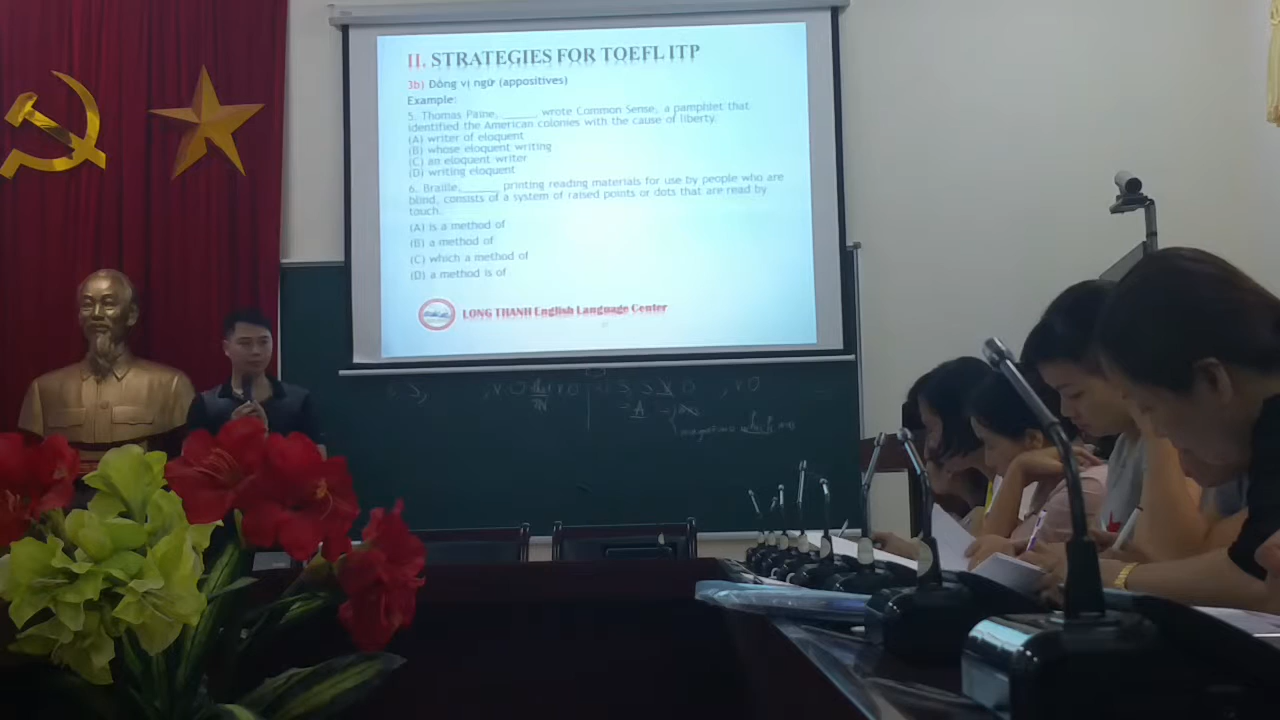 II. STRATEGIES FOR TOEFL ITP
3b) Đồng vị ngữ (appositives)
Example:
5. Thomas Paine, ______ wrote Common Sense, a pamphlet that
identified the American colonies with the cause of liberty.
(A) writer of eloquent
(B) whose eloquent writing
(C) an eloquent writer
(D) writing eloquent
6. Braille,______ printing reading materials for use by people who are
blind, consists of a system of raised points or dots that are read by
touch.
(A) is a method of
(B) a method of
(C) which a method of
(D) a method is of
LONG THANH English Language Center
which